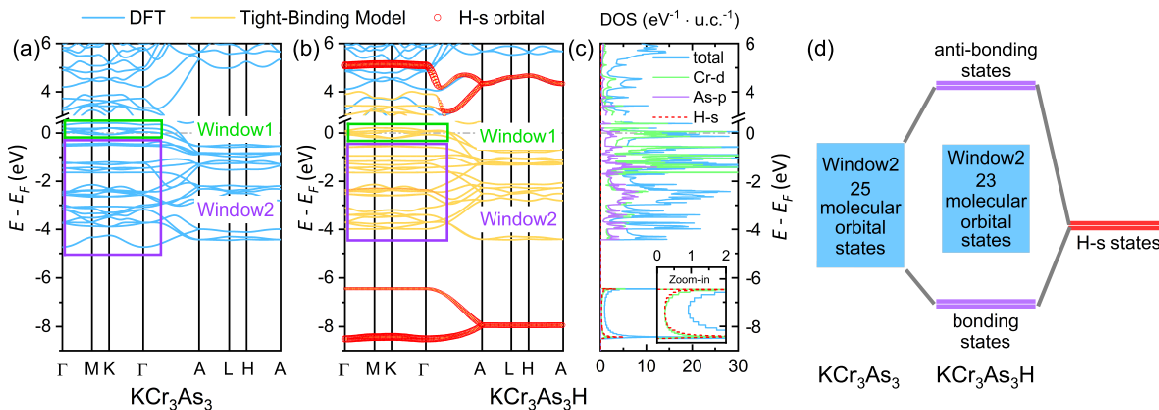 DFT
Tight-Binding Model
H-s orbital
DOS (eV⁻¹ · u.c.⁻¹)
(a)
(b)
(c)
(d)
6
4
0
-2
-4
-6
-8
E - E_F (eV)
Window1
Window2
Γ M K Γ A L H A
KCr₃As₃
6
4
0
-2
-4
-6
-8
E - E_F (eV)
Window1
Window2
Γ M K Γ A L H A
KCr₃As₃H
total
Cr-d
As-p
H-s
6
4
0
-2
-4
-6
-8
E - E_F (eV)
0 1 2
Zoom-in
0 10 20 30
anti-bonding
states
Window2
25
molecular
orbital
states
Window2
23
molecular
orbital
states
H-s states
bonding
states
KCr₃As₃
KCr₃As₃H